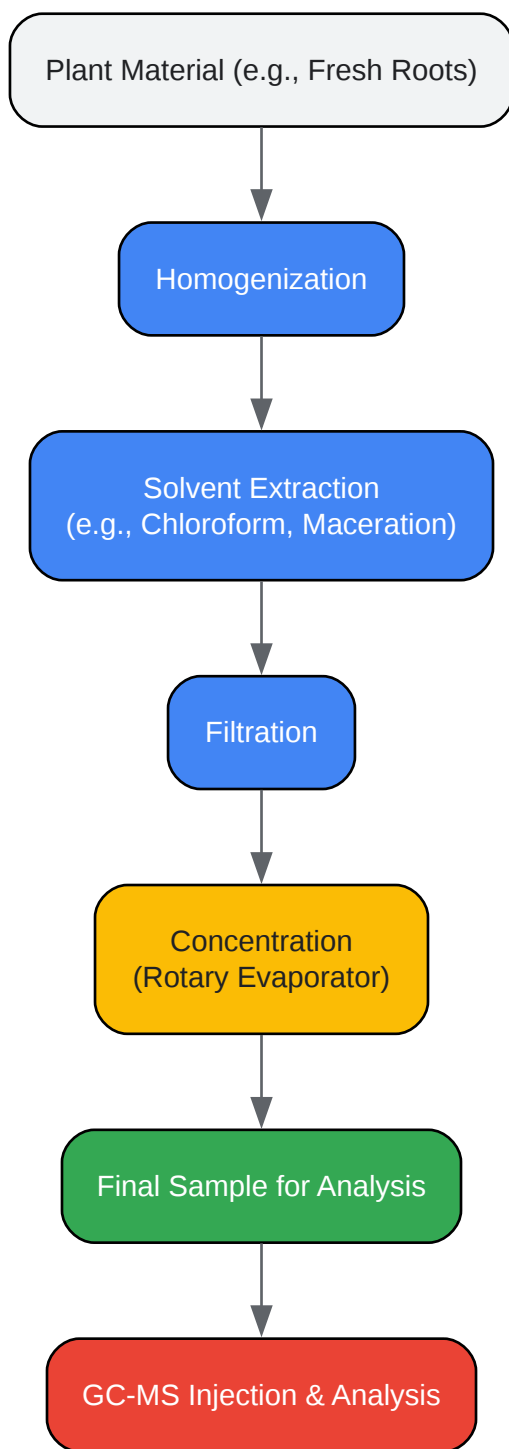 Plant Material (e.g., Fresh Roots)
Homogenization
Solvent Extraction
(e.g., Chloroform, Maceration)
Filtration
Concentration
(Rotary Evaporator)
Final Sample for Analysis
GC-MS Injection & Analysis